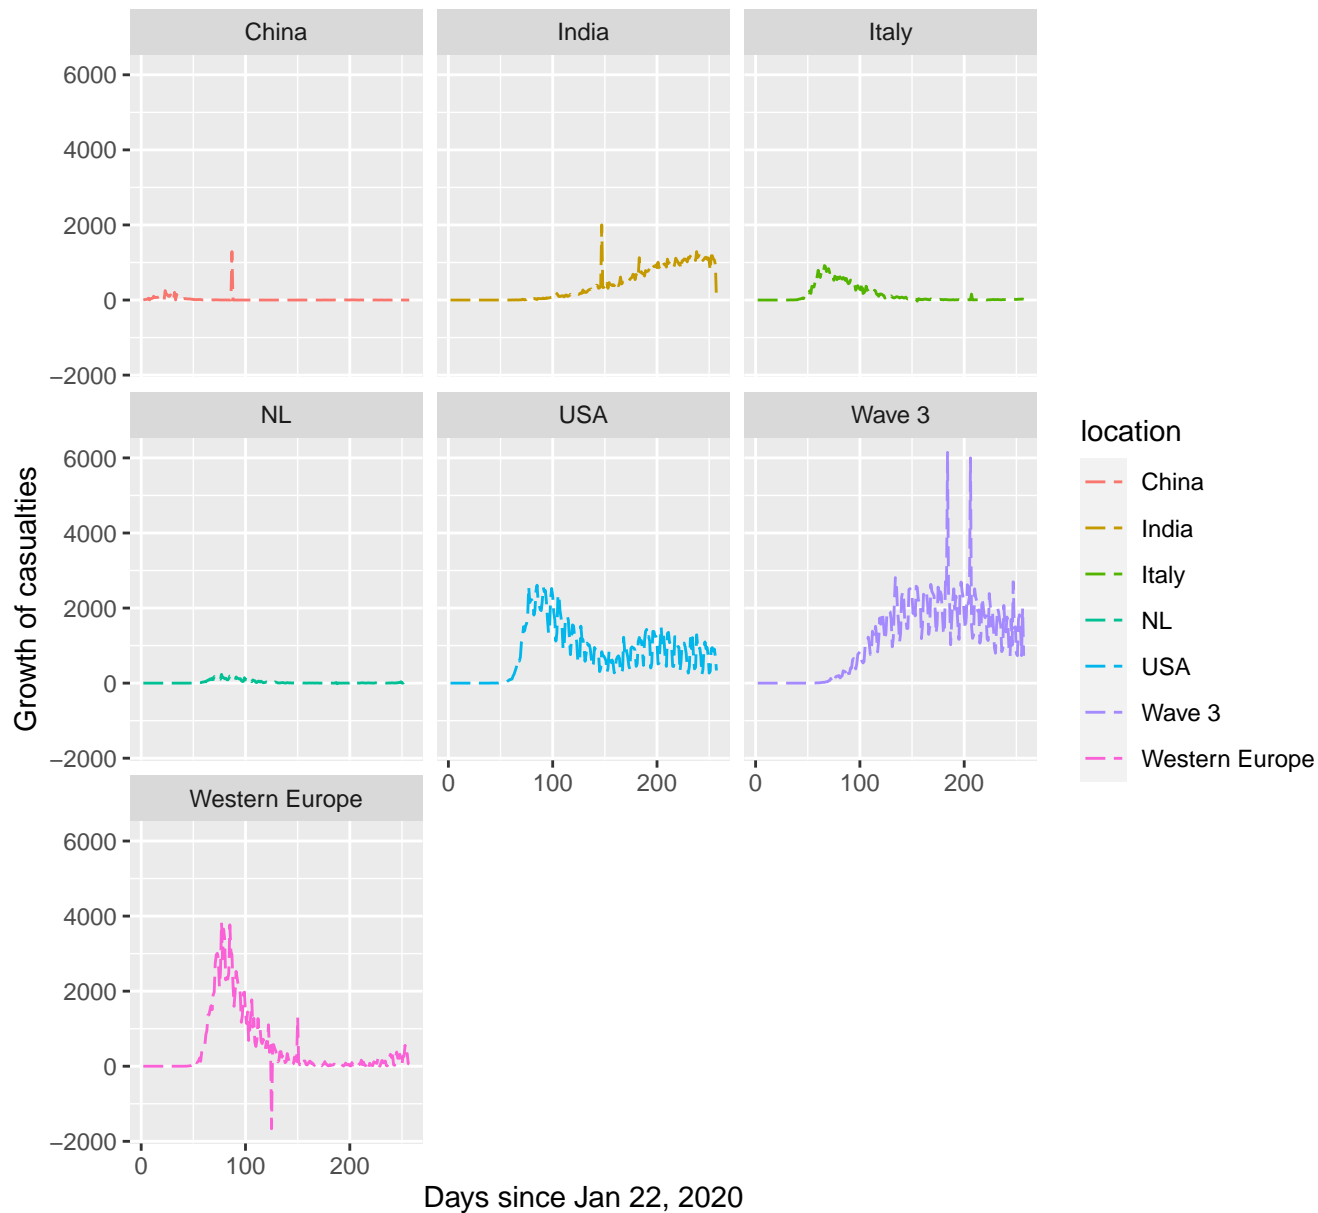 China
India
Italy
6000
4000
2000
0
−2000
NL
USA
Wave 3
6000
4000
2000
0
−2000
0
100
200
0
100
200
Western Europe
6000
4000
2000
0
−2000
0
100
200
Growth of casualties
Days since Jan 22, 2020
location
China
India
Italy
NL
USA
Wave 3
Western Europe